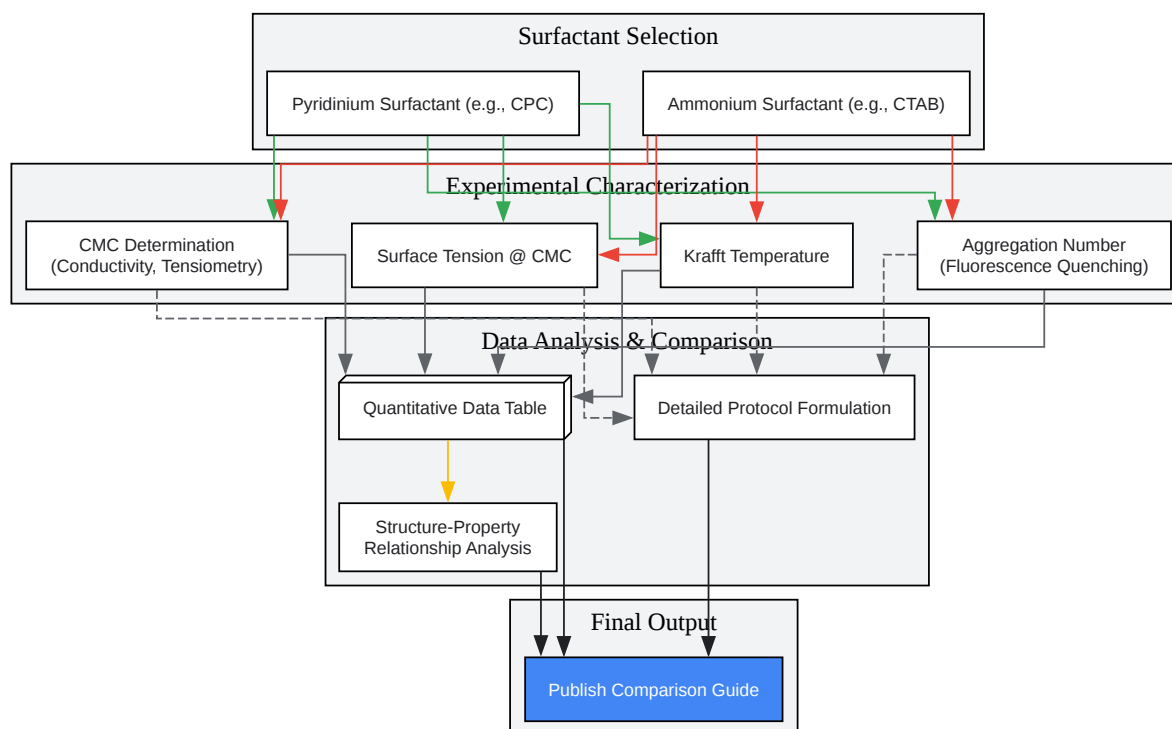 Surfactant Selection
Pyridinium Surfactant (e.g., CPC)
Ammonium Surfactant (e.g., CTAB)
Experimental Characterization
CMC Determination
(Conductivity, Tensiometry)
Surface Tension @ CMC
Krafft Temperature
Aggregation Number
(Fluorescence Quenching)
Data Analysis & Comparison
Quantitative Data Table
Detailed Protocol Formulation
Structure-Property
Relationship Analysis
Final Output
Publish Comparison Guide